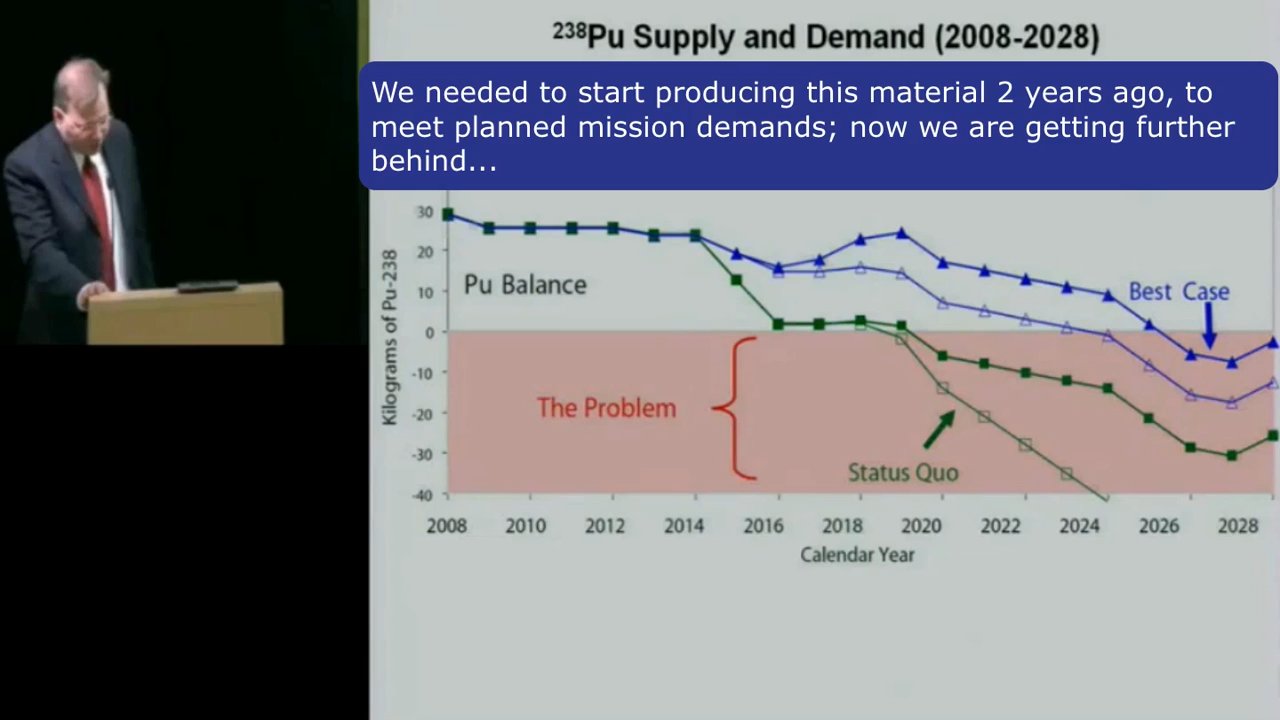 ²³⁸Pu Supply and Demand (2008-2028)
We needed to start producing this material 2 years ago, to
meet planned mission demands; now we are getting further
behind...
30
20
10
0
-10
-20
-30
-40
Kilograms of Pu-238
Pu Balance
Best Case
The Problem
Status Quo
2008 2010 2012 2014 2016 2018 2020 2022 2024 2026 2028
Calendar Year